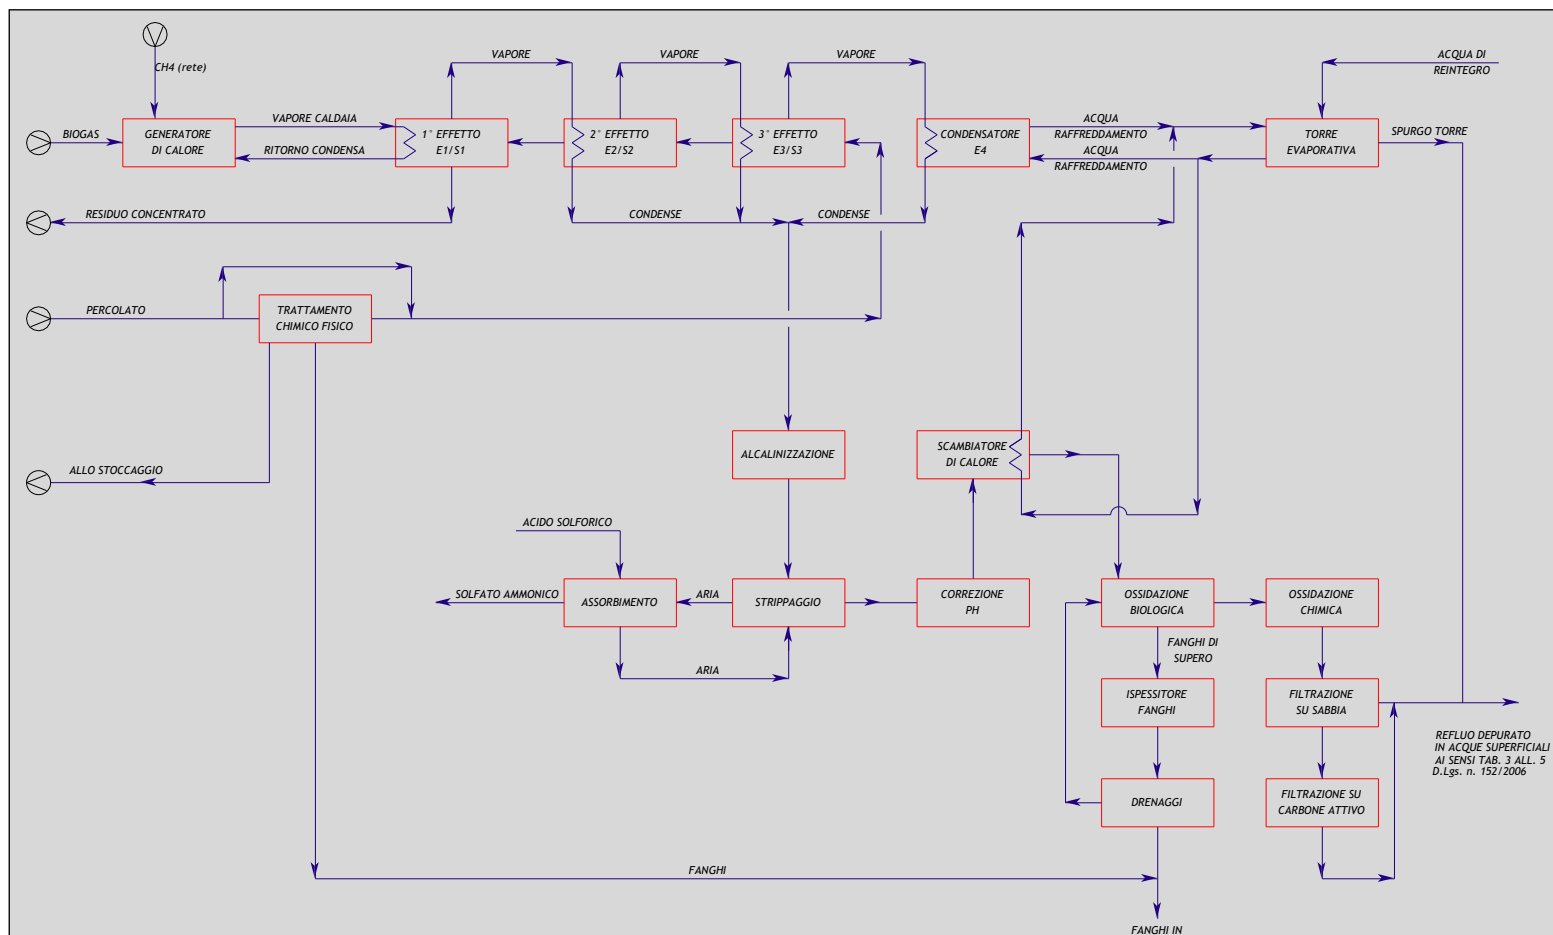 CH4 (rete)
VAPORE
VAPORE
VAPORE
ACQUA DI
REINTEGRO
BIOGAS
GENERATORE
DI CALORE
VAPORE CALDAIA
RITORNO CONDENSA
1° EFFETTO
E1/S1
2° EFFETTO
E2/S2
3° EFFETTO
E3/S3
CONDENSATORE
E4
ACQUA
RAFFREDDAMENTO
ACQUA
RAFFREDDAMENTO
TORRE
EVAPORATIVA
SPURGO TORRE
RESIDUO CONCENTRATO
CONDENSE
CONDENSE
PERCOLATO
TRATTAMENTO
CHIMICO FISICO
ALLO STOCCAGGIO
ALCALINIZZAZIONE
SCAMBIATORE
DI CALORE
ACIDO SOLFORICO
SOLFATO AMMONICO
ASSORBIMENTO
ARIA
STRIPPAGGIO
CORREZIONE
PH
OSSIDAZIONE
BIOLOGICA
OSSIDAZIONE
CHIMICA
ARIA
FANGHI DI
SUPERO
ISPESSITORE
FANGHI
FILTRAZIONE
SU SABBIA
REFLUO DEPURATO
IN ACQUE SUPERFICIALI
AI SENSI TAB. 3 ALL. 5
D.Lgs. n. 152/2006
DRENAGGI
FILTRAZIONE SU
CARBONE ATTIVO
FANGHI
FANGHI IN